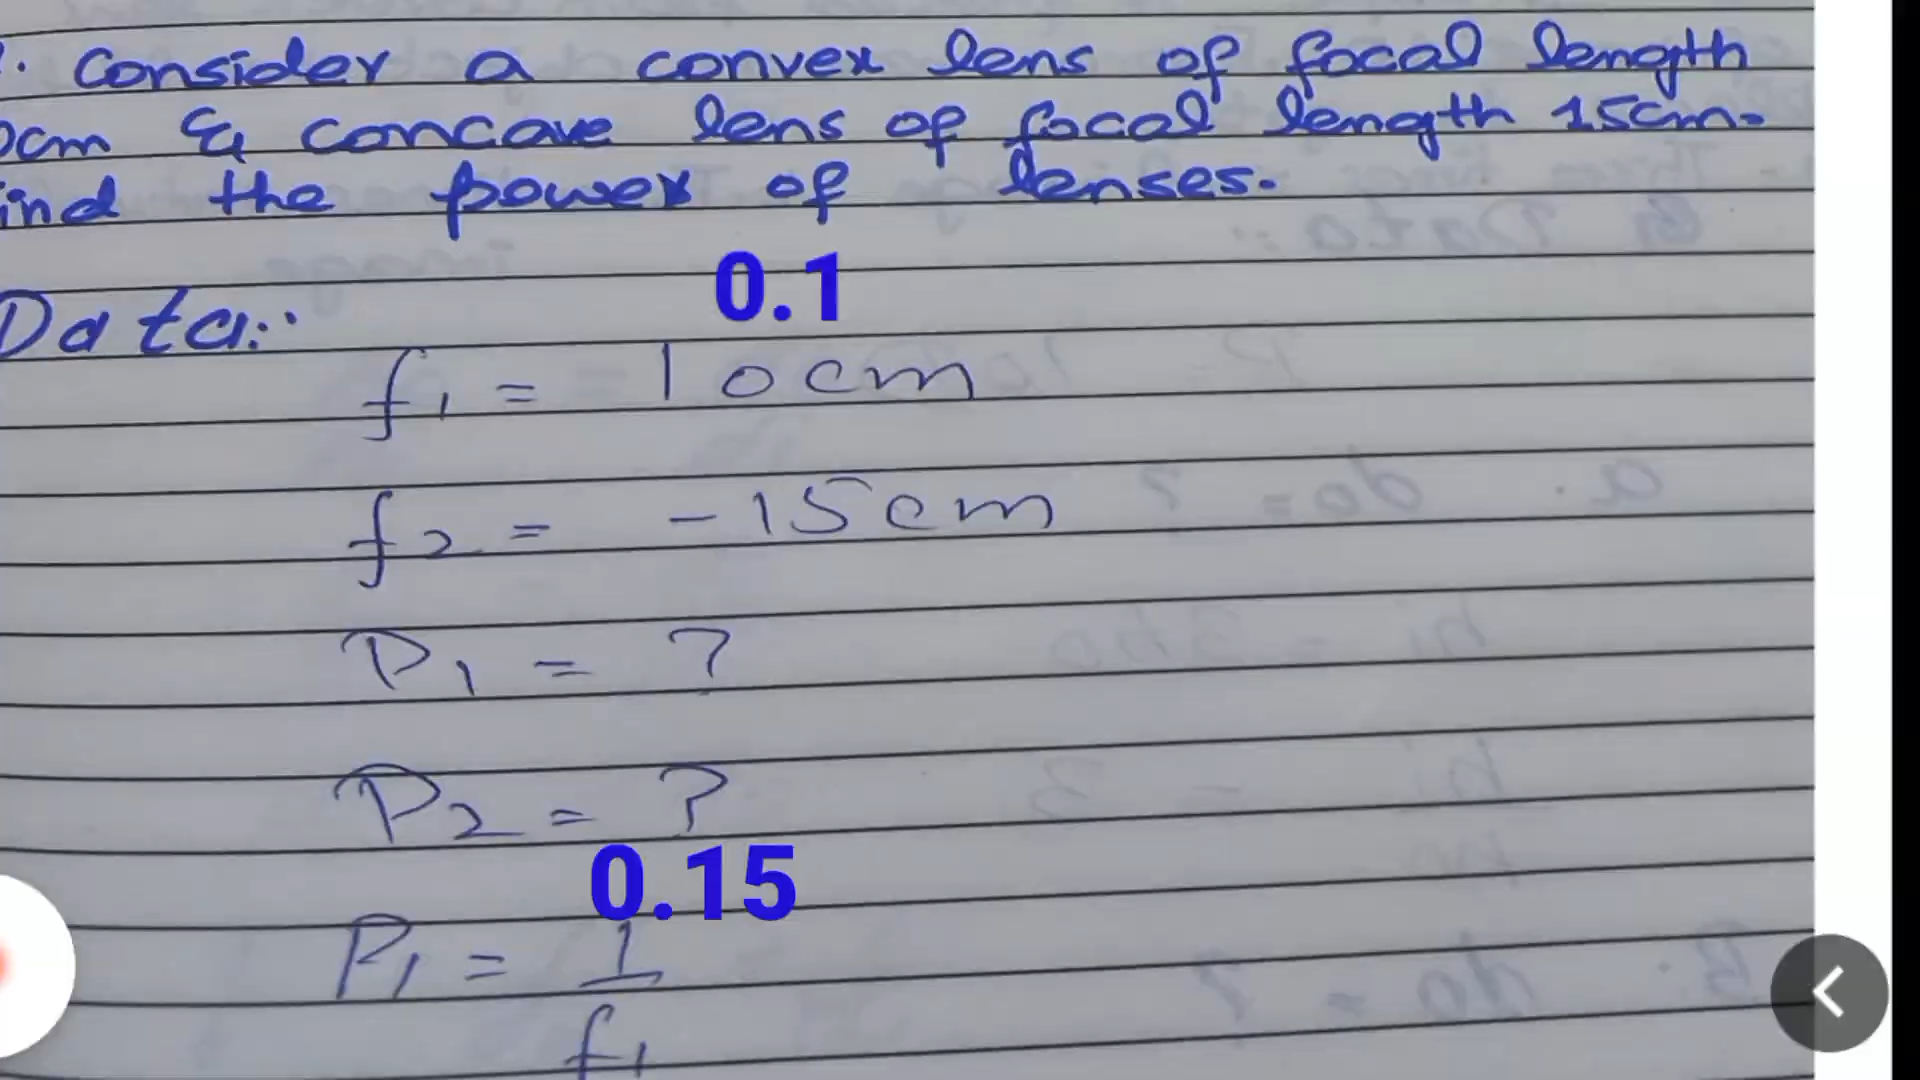 . Consider a convex lens of focal length
0cm & concave lens of focal length 15cm.
ind the power of lenses.
0.1
Data:
f1 = 10cm
f2 = -15cm
P1 = ?
P2 = ?
0.15
P1 = 1
f1